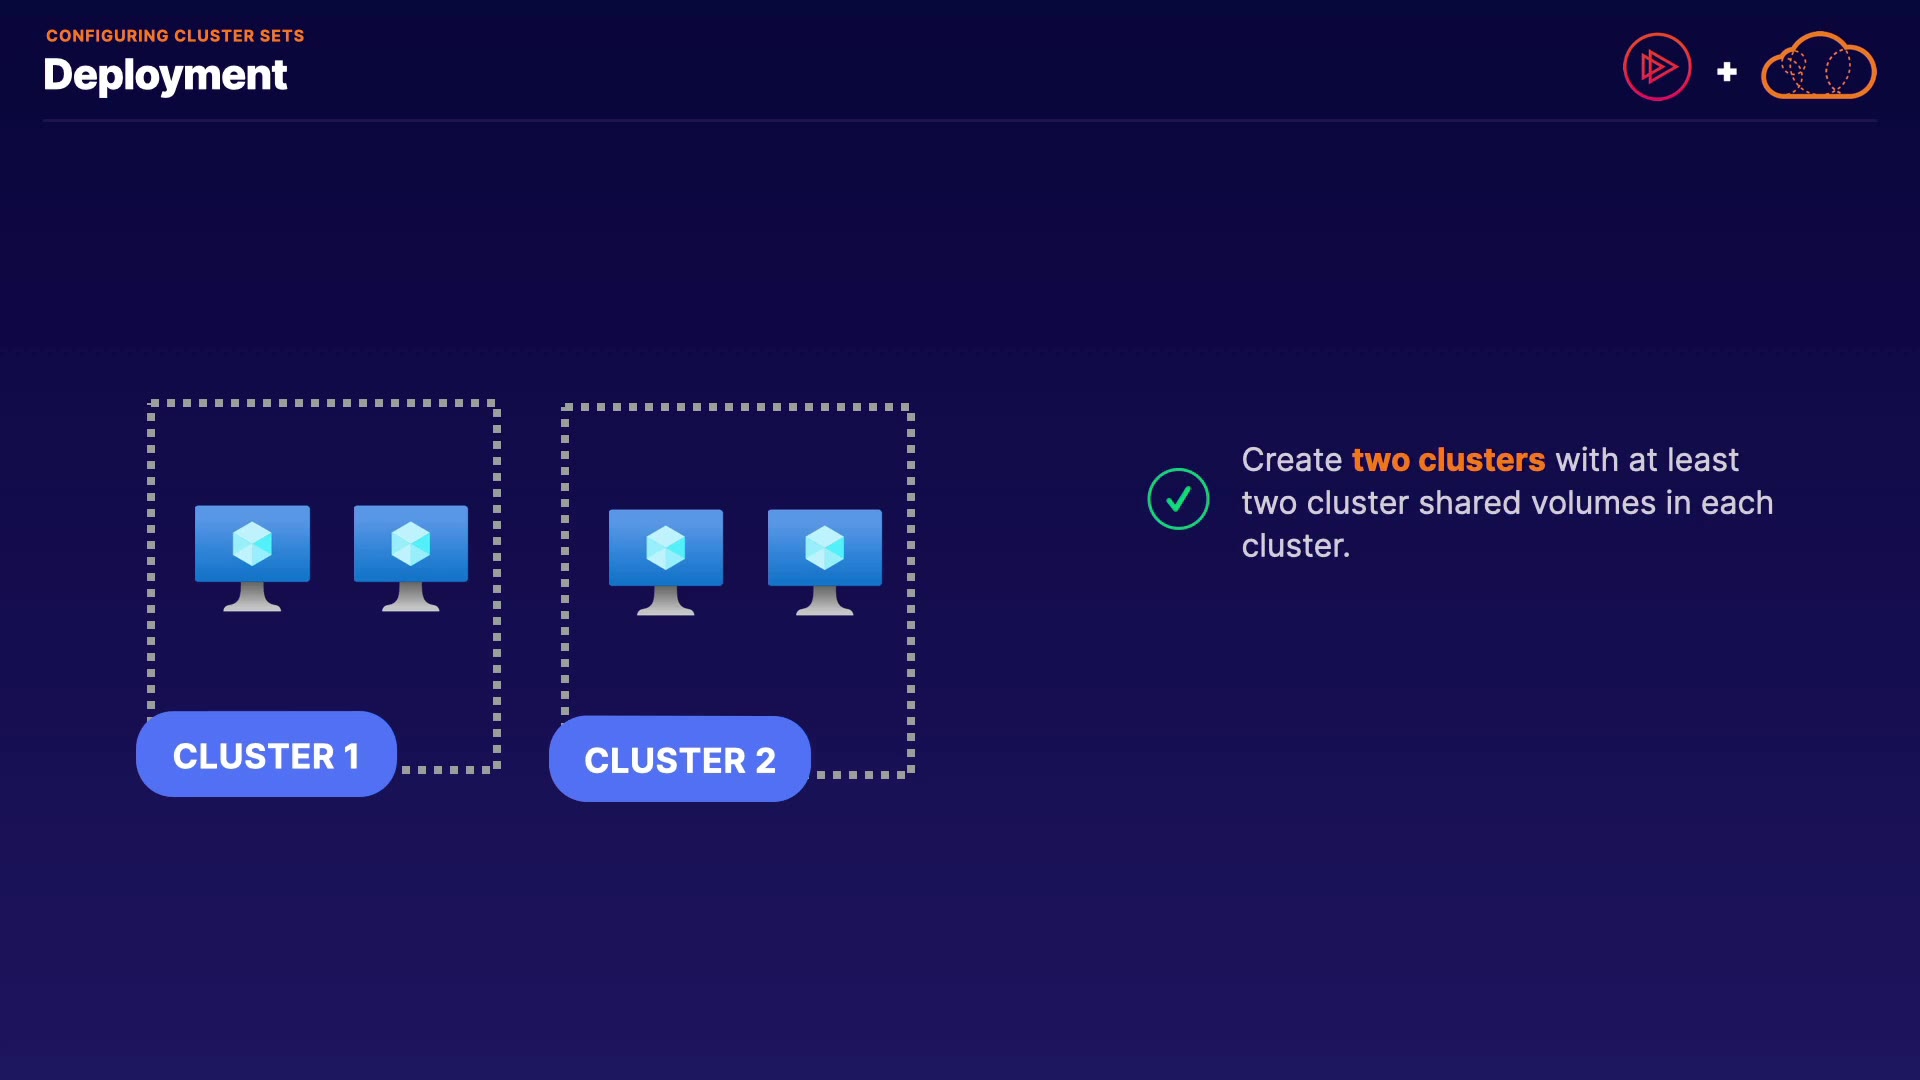 CONFIGURING CLUSTER SETS
Deployment
Create two clusters with at least
two cluster shared volumes in each
cluster.
CLUSTER 1
CLUSTER 2